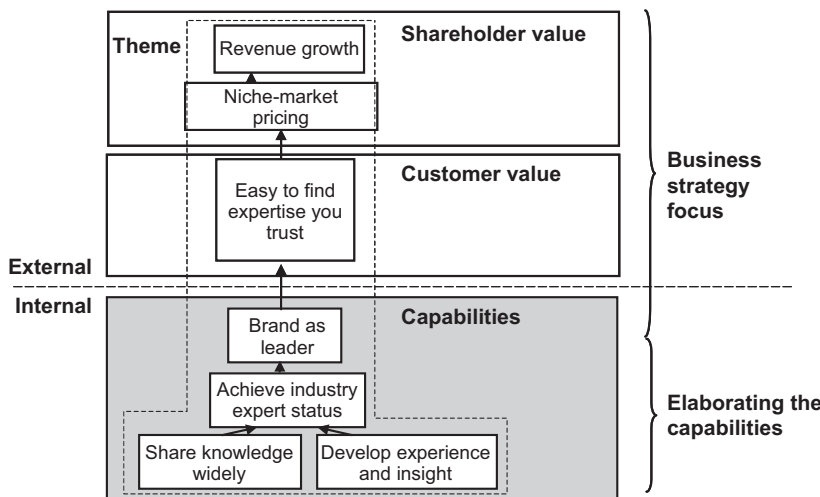 Theme
Revenue growth
Shareholder value
Niche-market
pricing
Easy to find
expertise you
trust
Customer value
Business
strategy
focus
External
Internal
Brand as
leader
Capabilities
Achieve industry
expert status
Share knowledge
widely
Develop experience
and insight
Elaborating the
capabilities